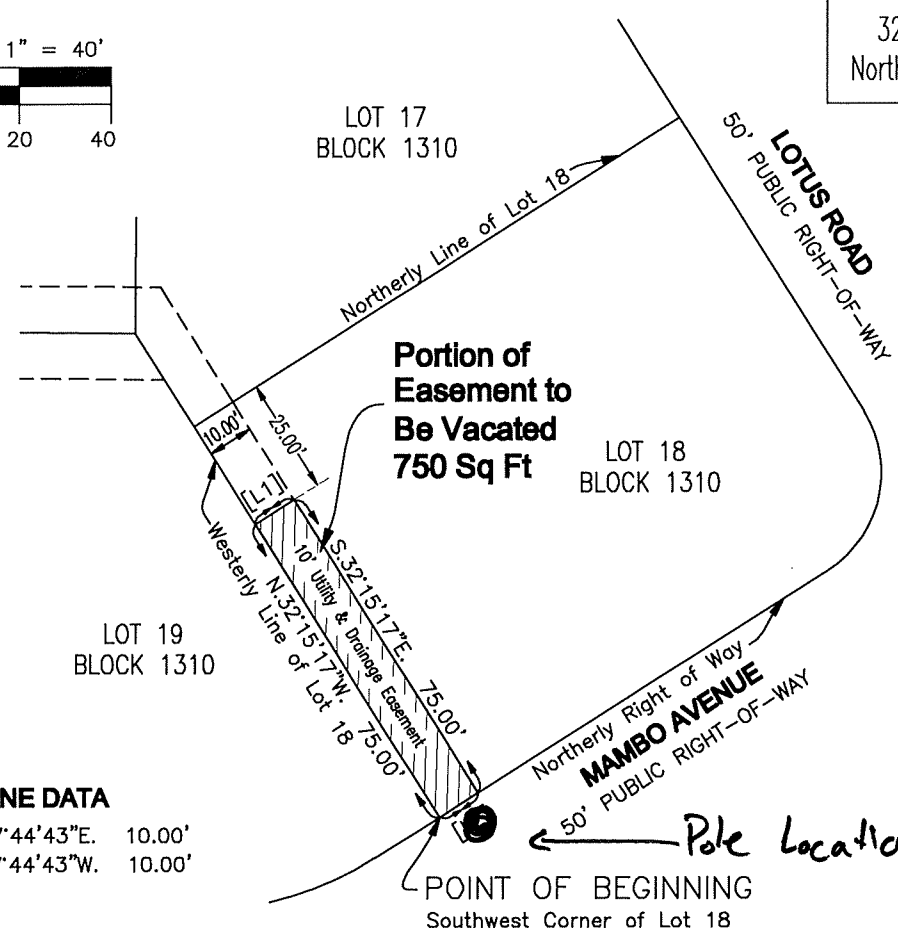 1" = 40'
20 40
32
North
LOT 17
BLOCK 1310
LOTUS ROAD
50' PUBLIC RIGHT-OF-WAY
Northerly Line of Lot 18
Portion of
Easement to
Be Vacated
750 Sq Ft
10.00'
25.00'
[L1]
LOT 18
BLOCK 1310
Westerly Line of Lot 18
N.32°15'17"W. 75.00'
10' Utility & Drainage Easement
S.32°15'17"E. 75.00'
LOT 19
BLOCK 1310
Northerly Right of Way
MAMBO AVENUE
50' PUBLIC RIGHT-OF-WAY
NE DATA
7°44'43"E. 10.00'
7°44'43"W. 10.00'
Pole Locatio
POINT OF BEGINNING
Southwest Corner of Lot 18